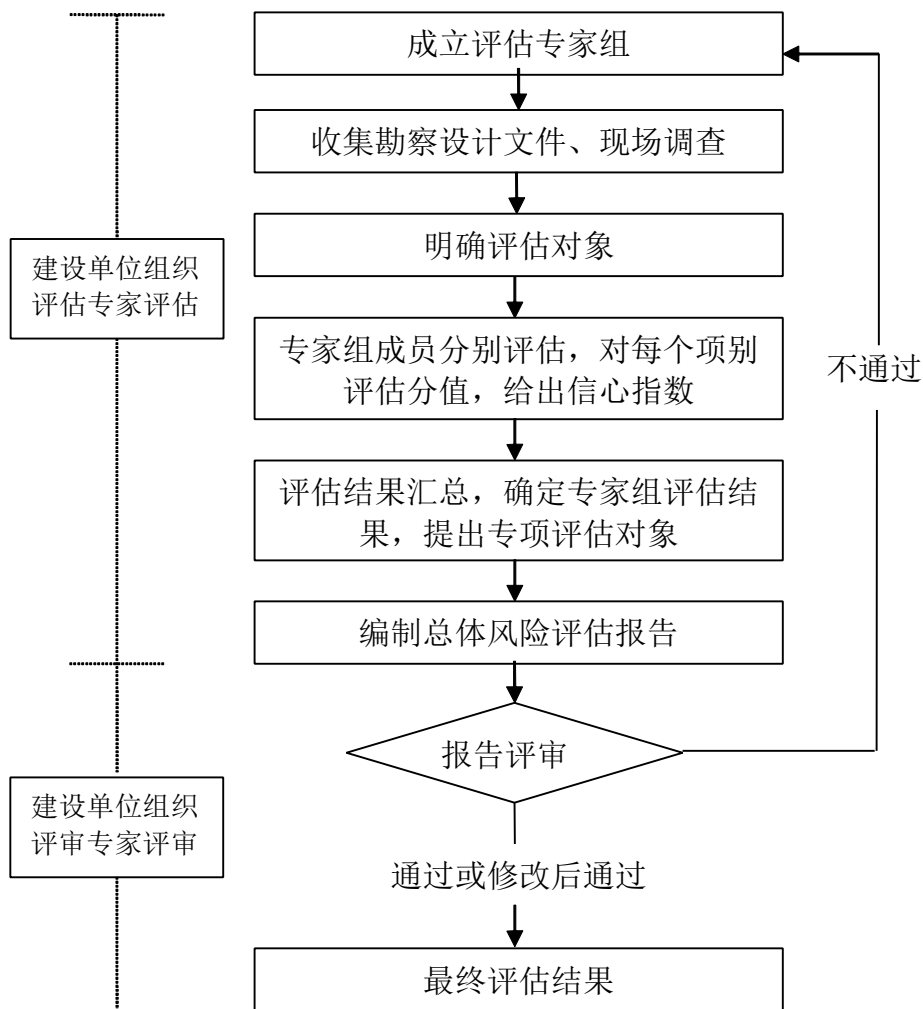 成立评估专家组
收集勘察设计文件、现场调查
明确评估对象
建设单位组织
评估专家评估
专家组成员分别评估，对每个项别
评估分值，给出信心指数
不通过
评估结果汇总，确定专家组评估结
果，提出专项评估对象
编制总体风险评估报告
报告评审
建设单位组织
评审专家评审
通过或修改后通过
最终评估结果